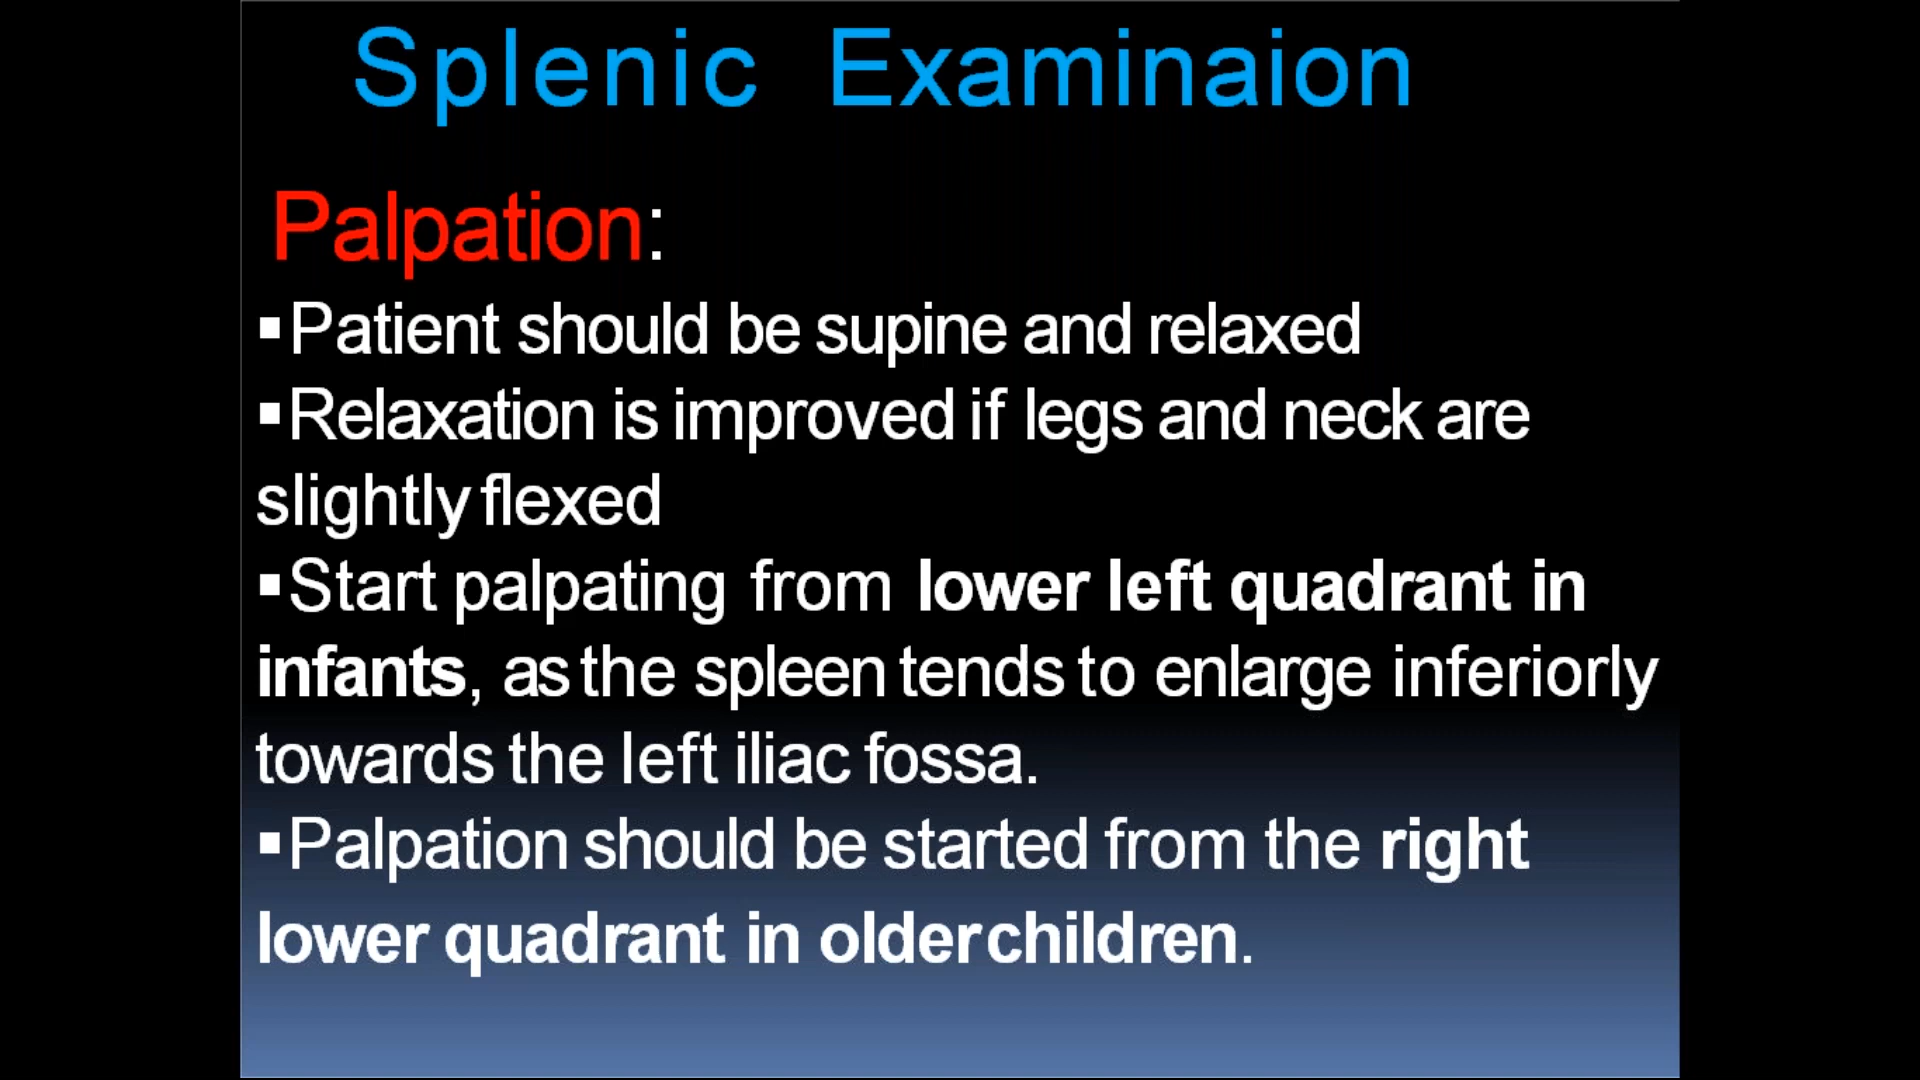 Splenic Examinaion
Palpation:
▪Patient should be supine and relaxed
▪Relaxation is improved if legs and neck are
slightly flexed
▪Start palpating from lower left quadrant in
infants, as the spleen tends to enlarge inferiorly
towards the left iliac fossa.
▪Palpation should be started from the right
lower quadrant in older children.